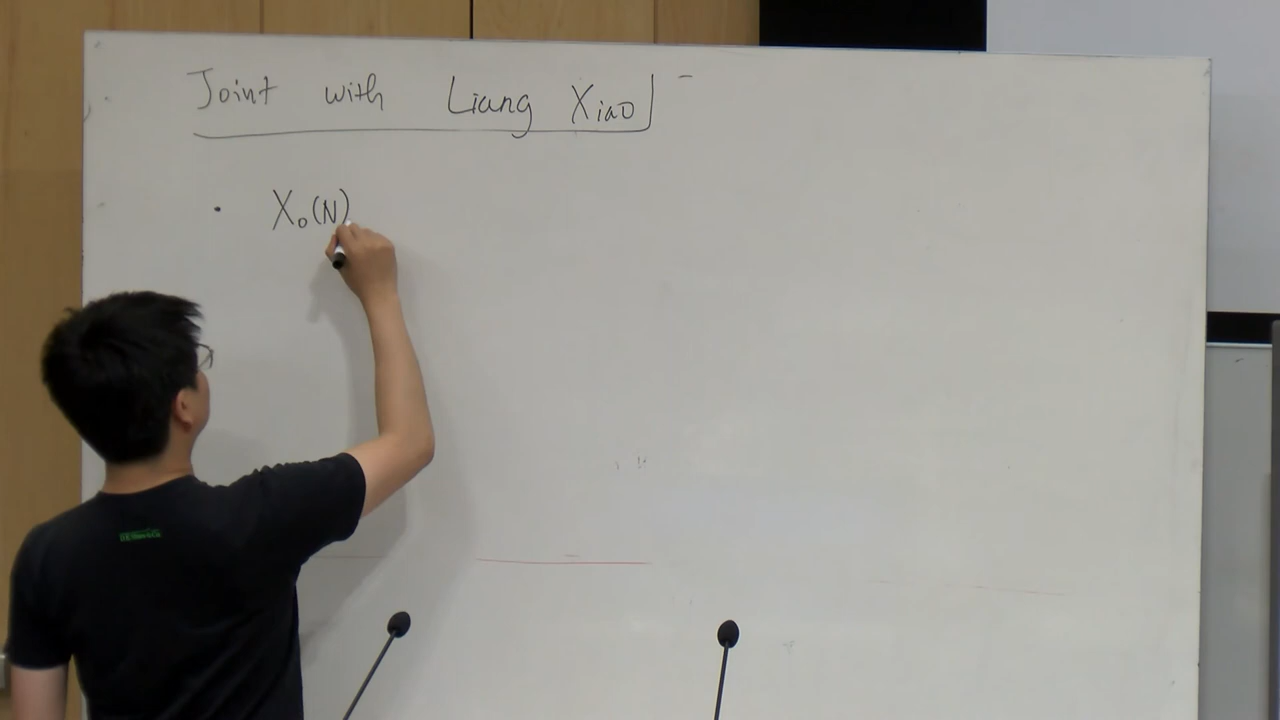 Joint with Liang Xiao
• X₀(N)